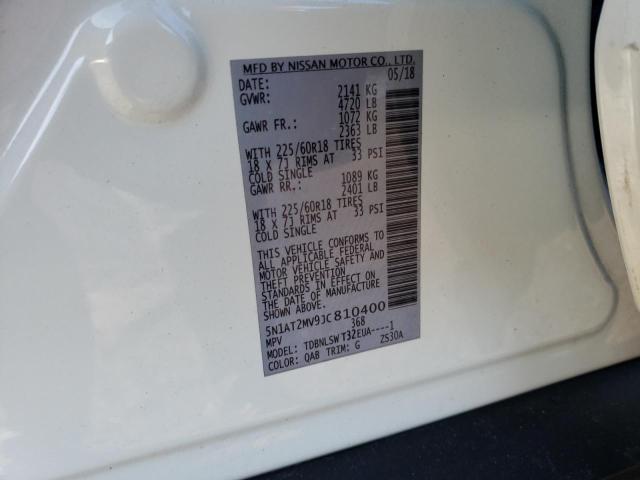 MFD BY NISSAN MOTOR CO., LTD.
DATE: 05/18
GVWR: 2141 KG
4720 LB
GAWR FR.: 1072 KG
2363 LB
WITH 225/60R18 TIRES
18 X 7J RIMS AT 33 PSI
COLD SINGLE
GAWR RR.: 1089 KG
2401 LB
WITH 225/60R18 TIRES
18 X 7J RIMS AT 33 PSI
COLD SINGLE
THIS VEHICLE CONFORMS TO
ALL APPLICABLE FEDERAL
MOTOR VEHICLE SAFETY AND
THEFT PREVENTION
STANDARDS IN EFFECT ON
THE DATE OF MANUFACTURE
SHOWN ABOVE.
5N1AT2MV9JC810400
MPV 368
MODEL: TDBNLSW T32EUA----1
COLOR: QAB TRIM: G ZS30A